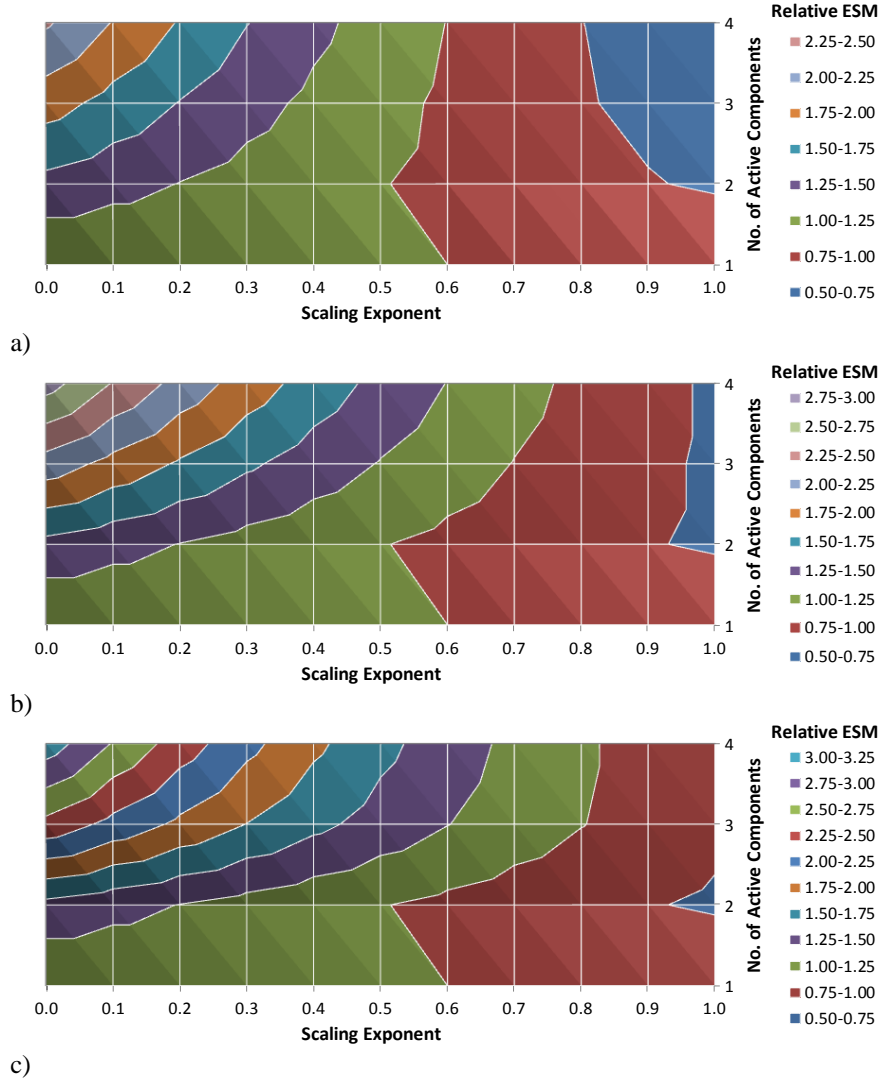 Relative ESM
2.25-2.50
2.00-2.25
1.75-2.00
1.50-1.75
1.25-1.50
1.00-1.25
0.75-1.00
0.50-0.75
4
3
2
1
No. of Active Components
0.0 0.1 0.2 0.3 0.4 0.5 0.6 0.7 0.8 0.9 1.0
Scaling Exponent
a)
Relative ESM
2.75-3.00
2.50-2.75
2.25-2.50
2.00-2.25
1.75-2.00
1.50-1.75
1.25-1.50
1.00-1.25
0.75-1.00
0.50-0.75
4
3
2
1
No. of Active Components
0.0 0.1 0.2 0.3 0.4 0.5 0.6 0.7 0.8 0.9 1.0
Scaling Exponent
b)
Relative ESM
3.00-3.25
2.75-3.00
2.50-2.75
2.25-2.50
2.00-2.25
1.75-2.00
1.50-1.75
1.25-1.50
1.00-1.25
0.75-1.00
0.50-0.75
4
3
2
1
No. of Active Components
0.0 0.1 0.2 0.3 0.4 0.5 0.6 0.7 0.8 0.9 1.0
Scaling Exponent
c)